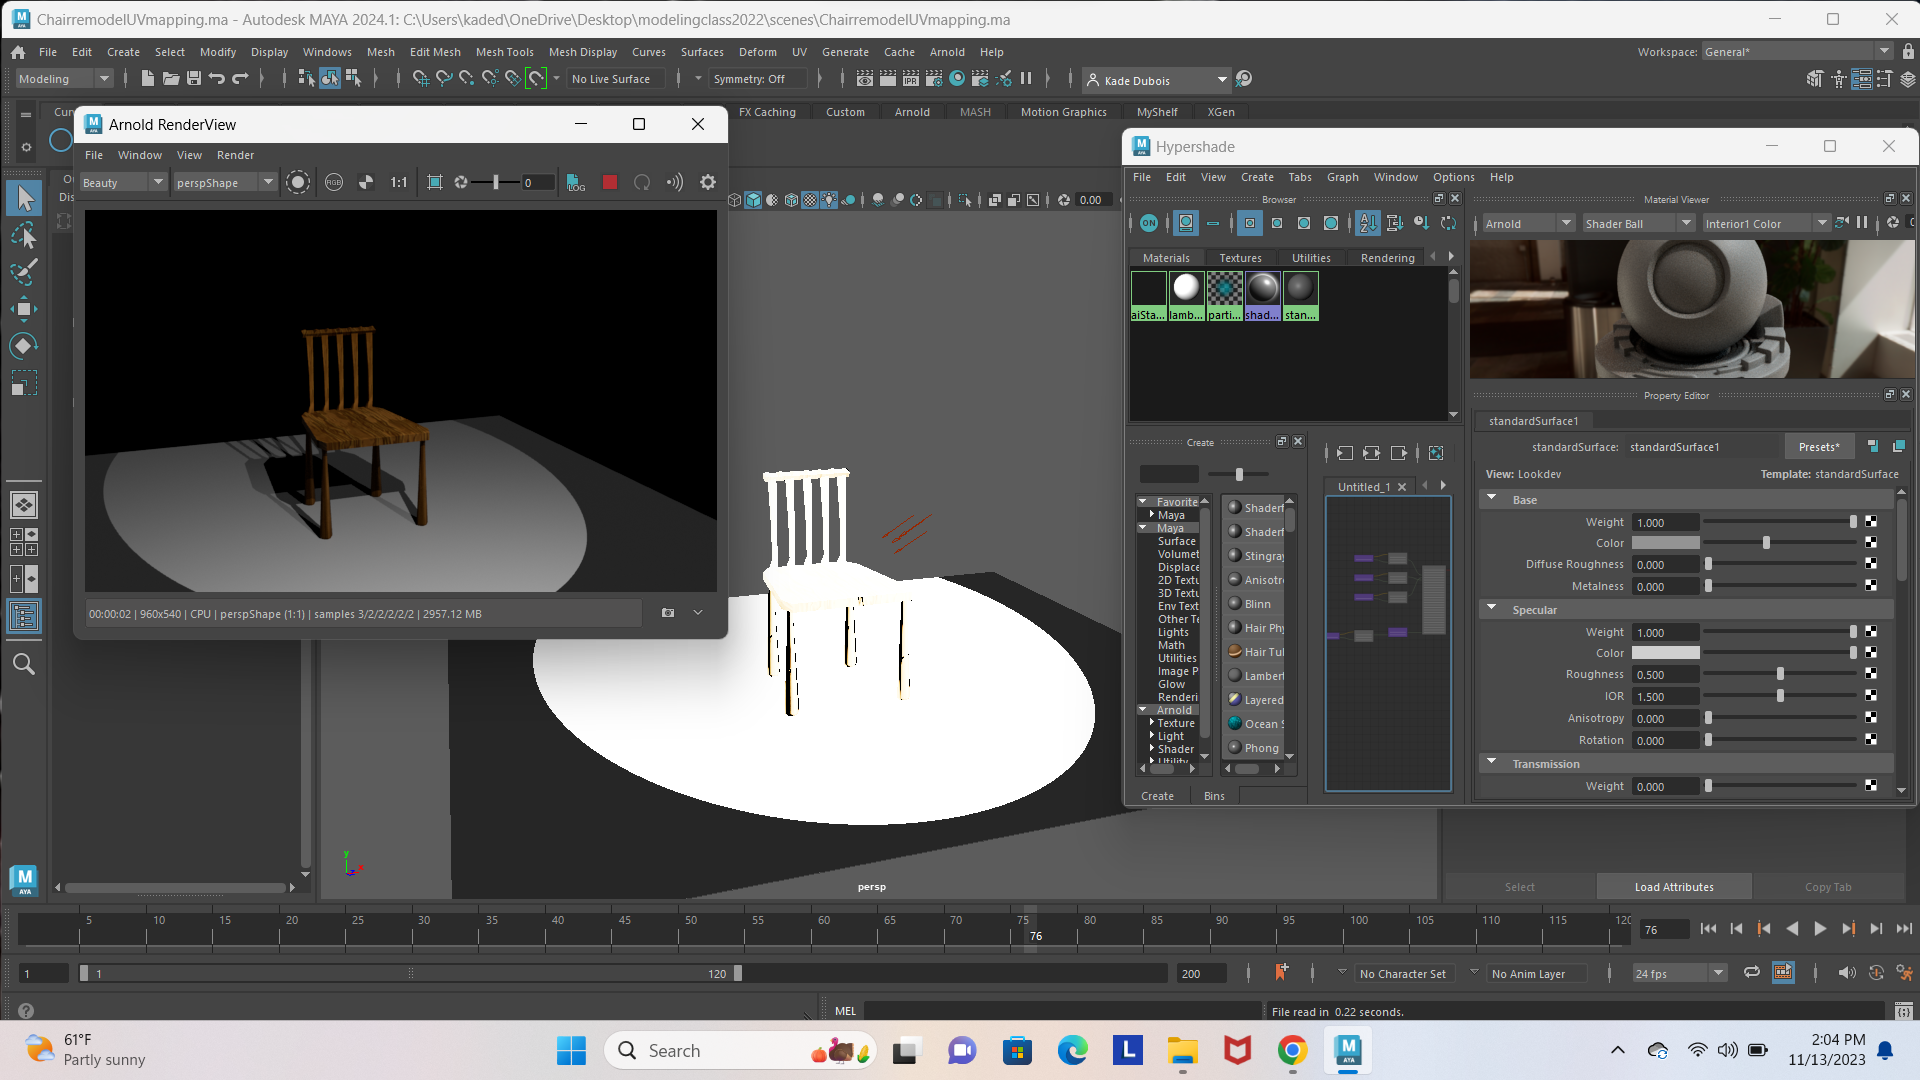 ChairremodelUVmapping.ma - Autodesk MAYA 2024.1: C:\Users\kaded\OneDrive\Desktop\modelingclass2022\scenes\ChairremodelUVmapping.ma
File Edit Create Select Modify Display Windows Mesh Edit Mesh Mesh Tools Mesh Display Curves Surfaces Deform UV Generate Cache Arnold Help
Workspace: General*
Modeling
No Live Surface
Symmetry: Off
Kade Dubois
FX Caching Custom Arnold MASH Motion Graphics MyShelf XGen
Arnold RenderView
File Window View Render
Beauty
perspShape
RGB
1:1
0
LOG
00:00:02 | 960x540 | CPU | perspShape (1:1) | samples 3/2/2/2/2/2 | 2957.12 MB
0.00
persp
y
Hypershade
File Edit View Create Tabs Graph Window Options Help
Browser
ON
Materials Textures Utilities Rendering
aiSta... lamb... parti... shad... stan...
Material Viewer
Arnold
Shader Ball
Interior1 Color
Create
Favorite
Maya
Maya
Surface
Volumet
Displace
2D Textu
3D Textu
Env Text
Other Te
Lights
Math
Utilities
Image P
Glow
Renderi
Arnold
Texture
Light
Shader
Utility
Shaderf
Shaderf
Stingray
Anisotro
Blinn
Hair Phy
Hair Tul
Lambert
Layered
Ocean S
Phong
Create Bins
Untitled_1
Property Editor
standardSurface1
standardSurface: standardSurface1
Presets*
View: Lookdev
Template: standardSurface
Base
Weight 1.000
Color
Diffuse Roughness 0.000
Metalness 0.000
Specular
Weight 1.000
Color
Roughness 0.500
IOR 1.500
Anisotropy 0.000
Rotation 0.000
Transmission
Weight 0.000
Select Load Attributes Copy Tab
5 10 15 20 25 30 35 40 45 50 55 60 65 70 75 80 85 90 95 100 105 110 115 120
76
76
1
1
120
200
No Character Set
No Anim Layer
24 fps
MEL
File read in 0.22 seconds.
61°F
Partly sunny
Search
2:04 PM
11/13/2023